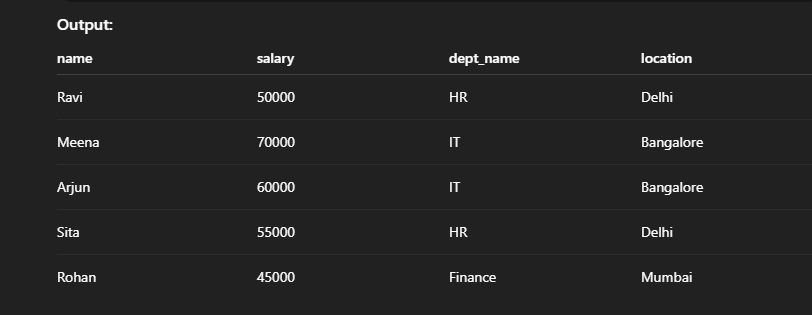 Output:
name salary dept_name location
Ravi 50000 HR Delhi
Meena 70000 IT Bangalore
Arjun 60000 IT Bangalore
Sita 55000 HR Delhi
Rohan 45000 Finance Mumbai